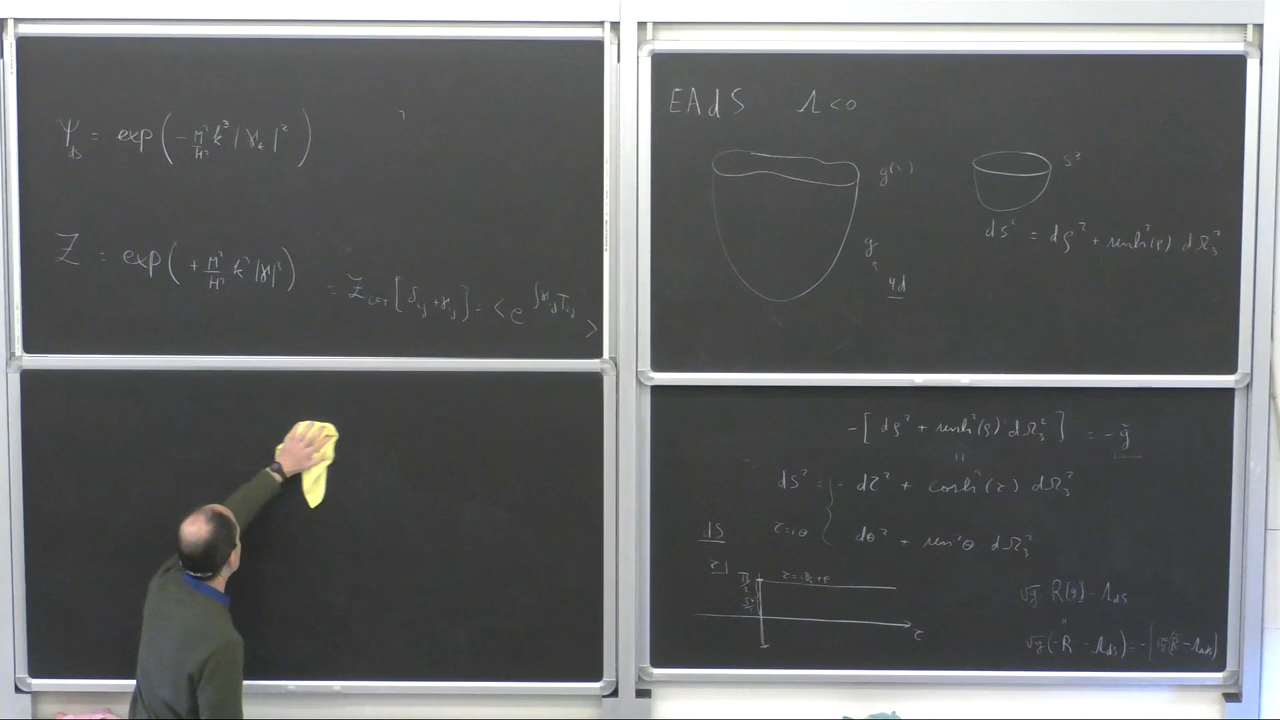 ψ_dS = exp(- M²/H² k³ |γ_k|²)
Z = exp(+ M²/H² k³ |γ|²)
= Z_CFT [δ_ij + γ_ij] = < e^{∫γ_ij T_ij} >
EAdS Λ<0
g⁽³⁾
g
4d
S³
ds² = dρ² + sinh²(ρ) dΩ₃²
-[ dρ² + sinh²(ρ) dΩ₃² ] = - g̃
=
ds² = { - dτ² + cosh²(τ) dΩ₃²
dS
τ = iθ
dθ² + sin²θ dΩ₃²
τ
√g R(g) - Λ_dS
=